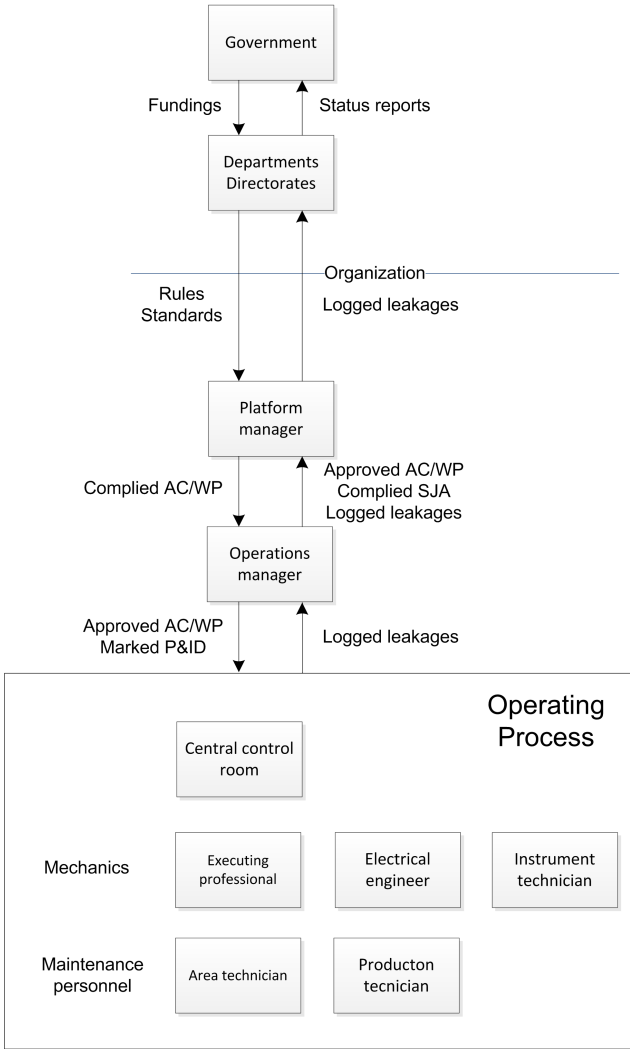 Government
Fundings
Status reports
Departments
Directorates
Organization
Rules
Standards
Logged leakages
Platform
manager
Complied AC/WP
Approved AC/WP
Complied SJA
Logged leakages
Operations
manager
Approved AC/WP
Marked P&ID
Logged leakages
Operating
Process
Central control
room
Mechanics
Executing
professional
Electrical
engineer
Instrument
technician
Maintenance
personnel
Area technician
Producton
tecnician